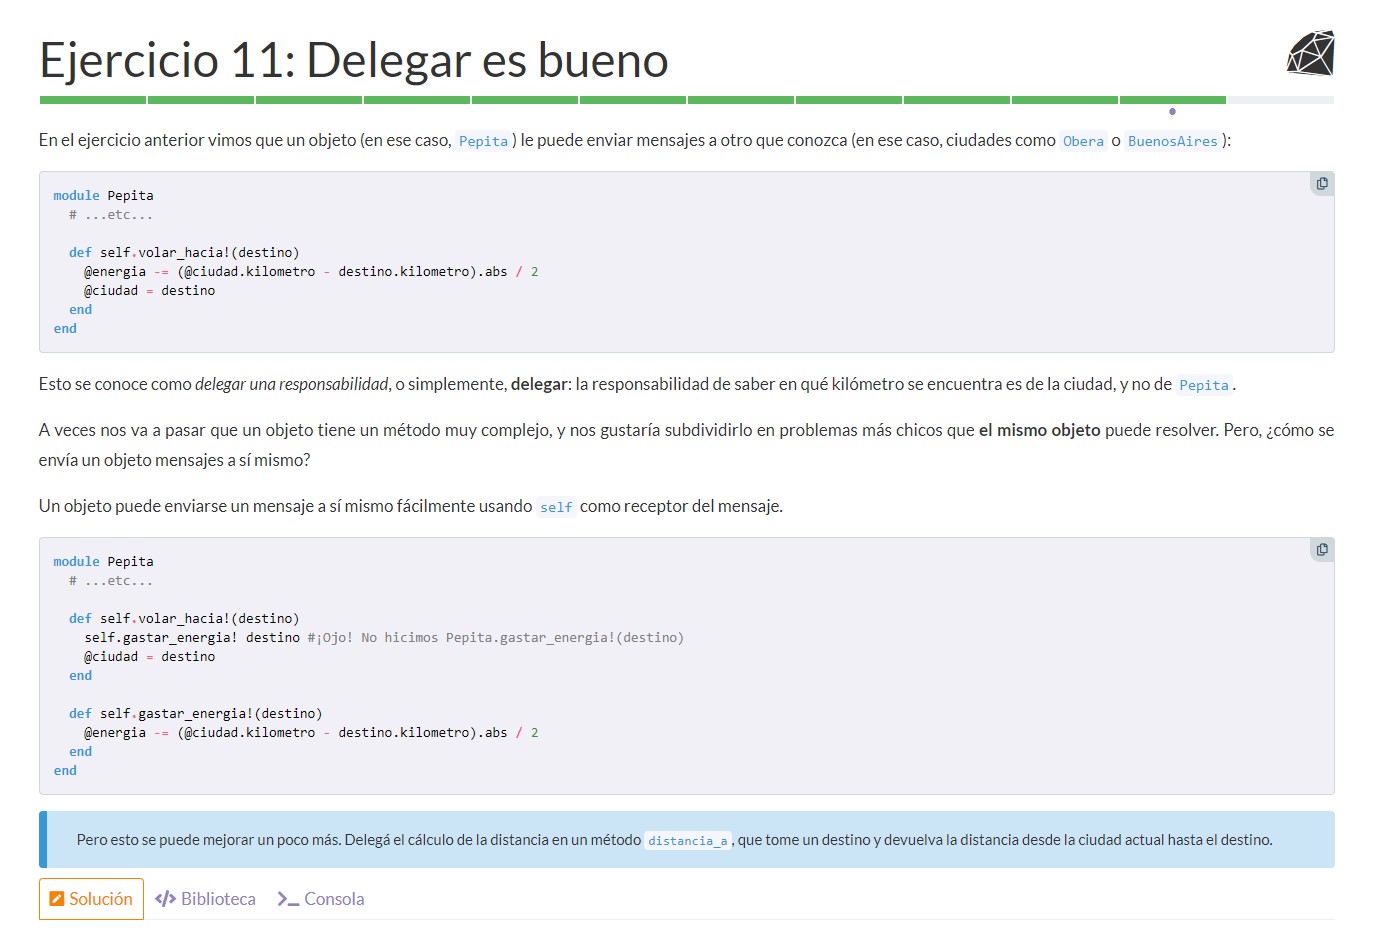 Ejercicio 11: Delegar es bueno
En el ejercicio anterior vimos que un objeto (en ese caso, Pepita ) le puede enviar mensajes a otro que conozca (en ese caso, ciudades como Obera o BuenosAires ):
module Pepita
  # ...etc...

  def self.volar_hacia!(destino)
    @energia -= (@ciudad.kilometro - destino.kilometro).abs / 2
    @ciudad = destino
  end
end
Esto se conoce como delegar una responsabilidad, o simplemente, delegar: la responsabilidad de saber en qué kilómetro se encuentra es de la ciudad, y no de Pepita .
A veces nos va a pasar que un objeto tiene un método muy complejo, y nos gustaría subdividirlo en problemas más chicos que el mismo objeto puede resolver. Pero, ¿cómo se
envía un objeto mensajes a sí mismo?
Un objeto puede enviarse un mensaje a sí mismo fácilmente usando self como receptor del mensaje.
module Pepita
  # ...etc...

  def self.volar_hacia!(destino)
    self.gastar_energia! destino #¡Ojo! No hicimos Pepita.gastar_energia!(destino)
    @ciudad = destino
  end

  def self.gastar_energia!(destino)
    @energia -= (@ciudad.kilometro - destino.kilometro).abs / 2
  end
end
Pero esto se puede mejorar un poco más. Delegá el cálculo de la distancia en un método distancia_a , que tome un destino y devuelva la distancia desde la ciudad actual hasta el destino.
Solución </> Biblioteca >_ Consola